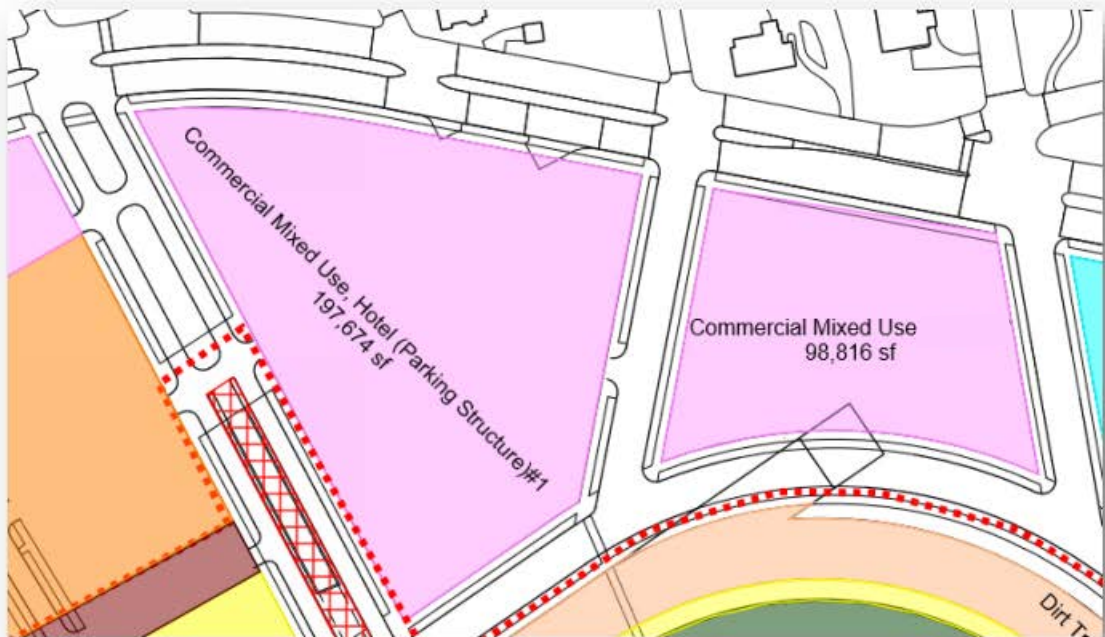 Commercial Mixed Use, Hotel (Parking Structure)#1
197,674 sf
Commercial Mixed Use
98,816 sf
Dirt